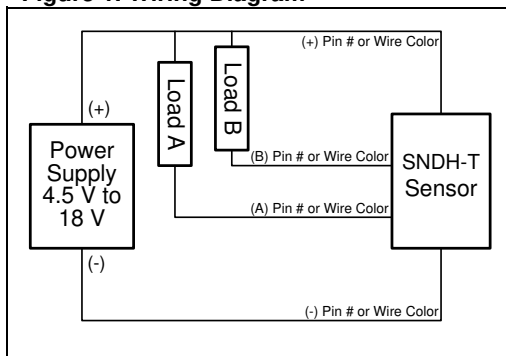 Figure 1. Wiring Diagram
(+) Pin # or Wire Color
Load A
Load B
(+)
Power
Supply
4.5 V to
18 V
(-)
(B) Pin # or Wire Color
SNDH-T
Sensor
(A) Pin # or Wire Color
(-) Pin # or Wire Color